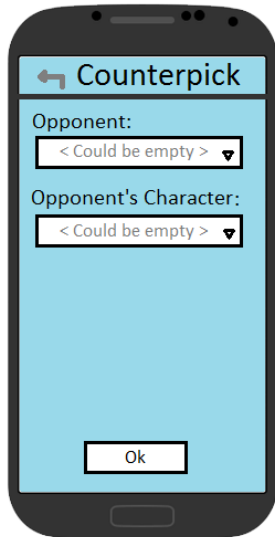 Counterpick
Opponent:
< Could be empty >
Opponent's Character:
< Could be empty >
Ok